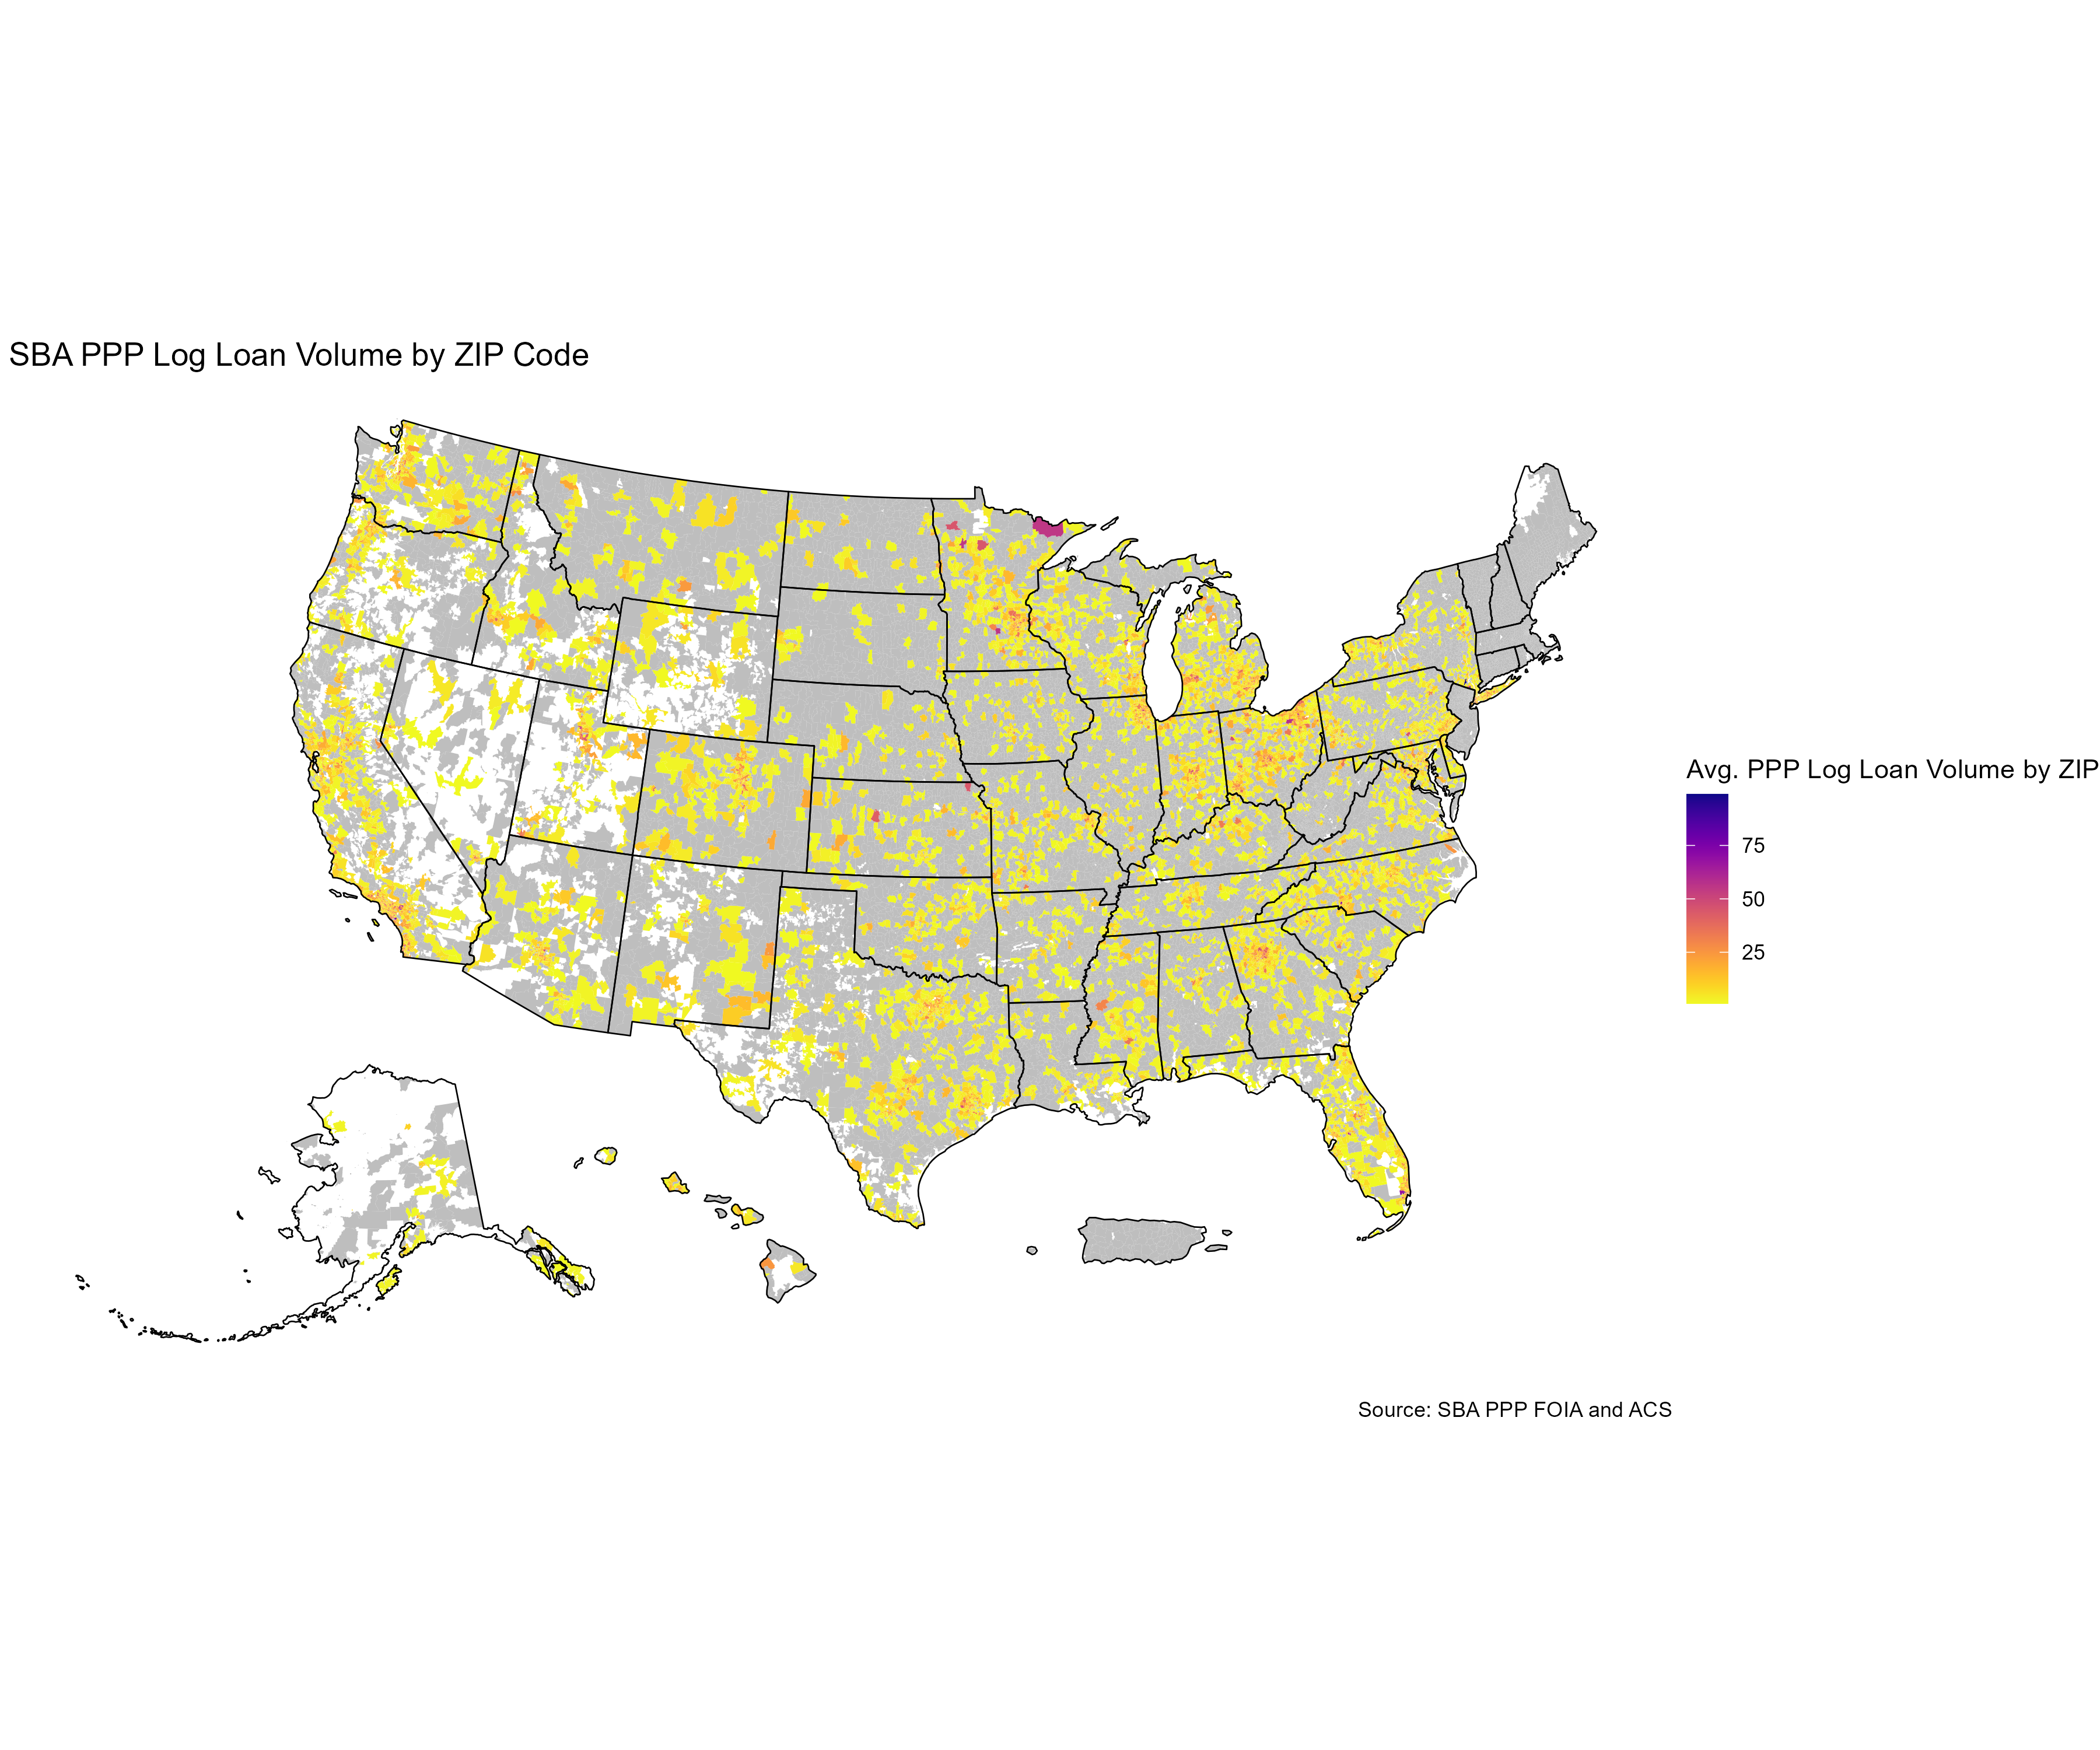 SBA PPP Log Loan Volume by ZIP Code
Avg. PPP Log Loan Volume by ZIP
75
50
25
Source: SBA PPP FOIA and ACS